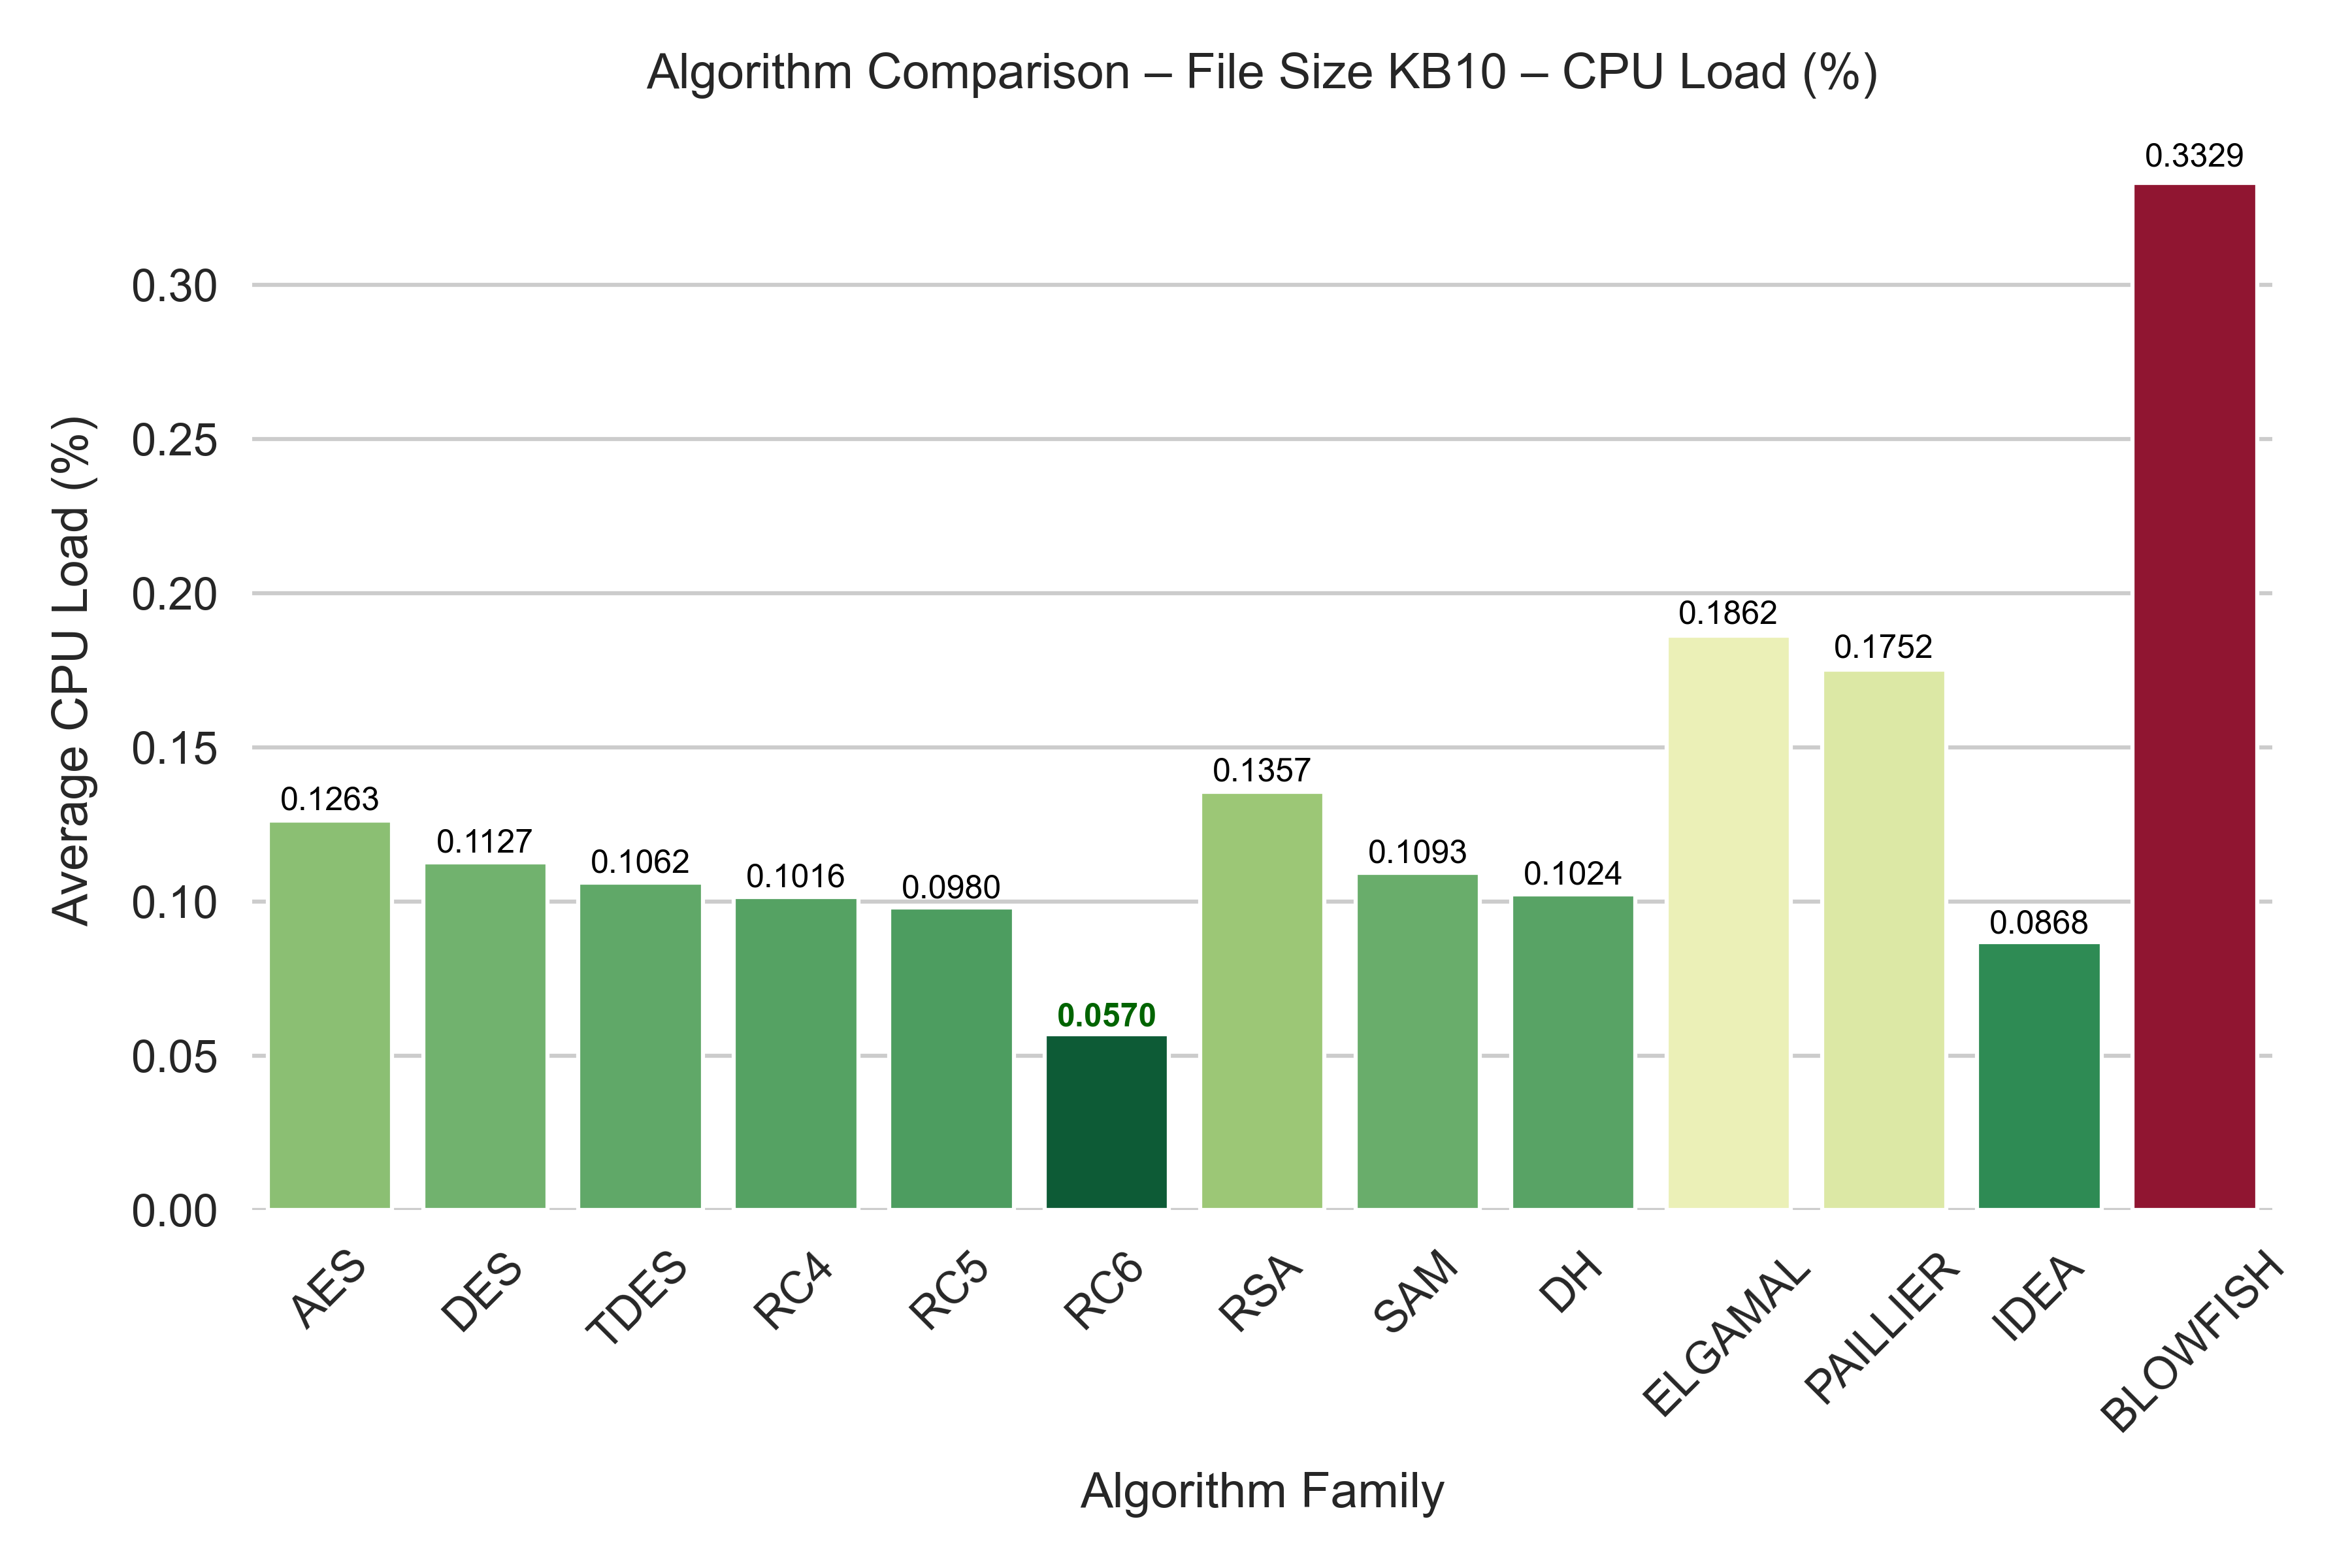 Algorithm Comparison – File Size KB10 – CPU Load (%)
Average CPU Load (%)
0.30
0.25
0.20
0.15
0.10
0.05
0.00
0.1263
0.1127
0.1062
0.1016
0.0980
0.0570
0.1357
0.1093
0.1024
0.1862
0.1752
0.0868
0.3329
AES
DES
TDES
RC4
RC5
RC6
RSA
SAM
DH
ELGAMAL
PAILLIER
IDEA
BLOWFISH
Algorithm Family